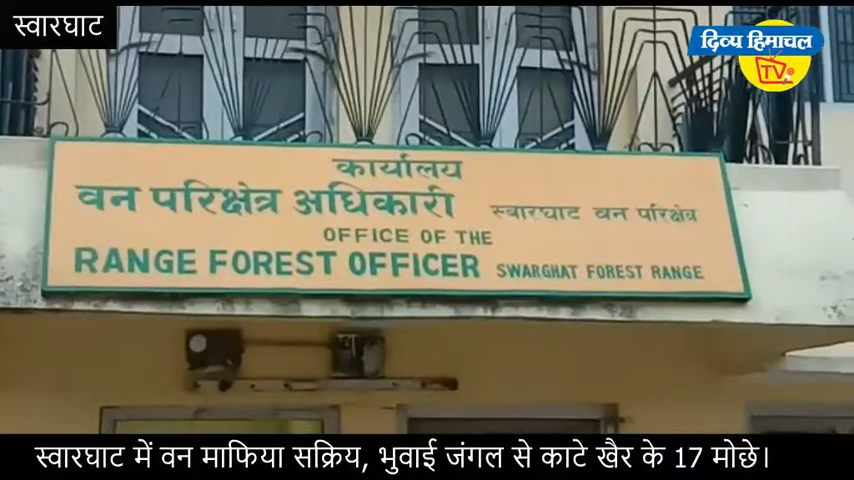 स्वारघाट
दिव्य हिमाचल
TV
कार्यालय
वन परिक्षेत्र अधिकारी स्वारघाट वन परिक्षेत्र
OFFICE OF THE
RANGE FOREST OFFICER SWARGHAT FOREST RANGE
स्वारघाट में वन माफिया सक्रिय, भुवाई जंगल से काटे खैर के 17 मोछे।